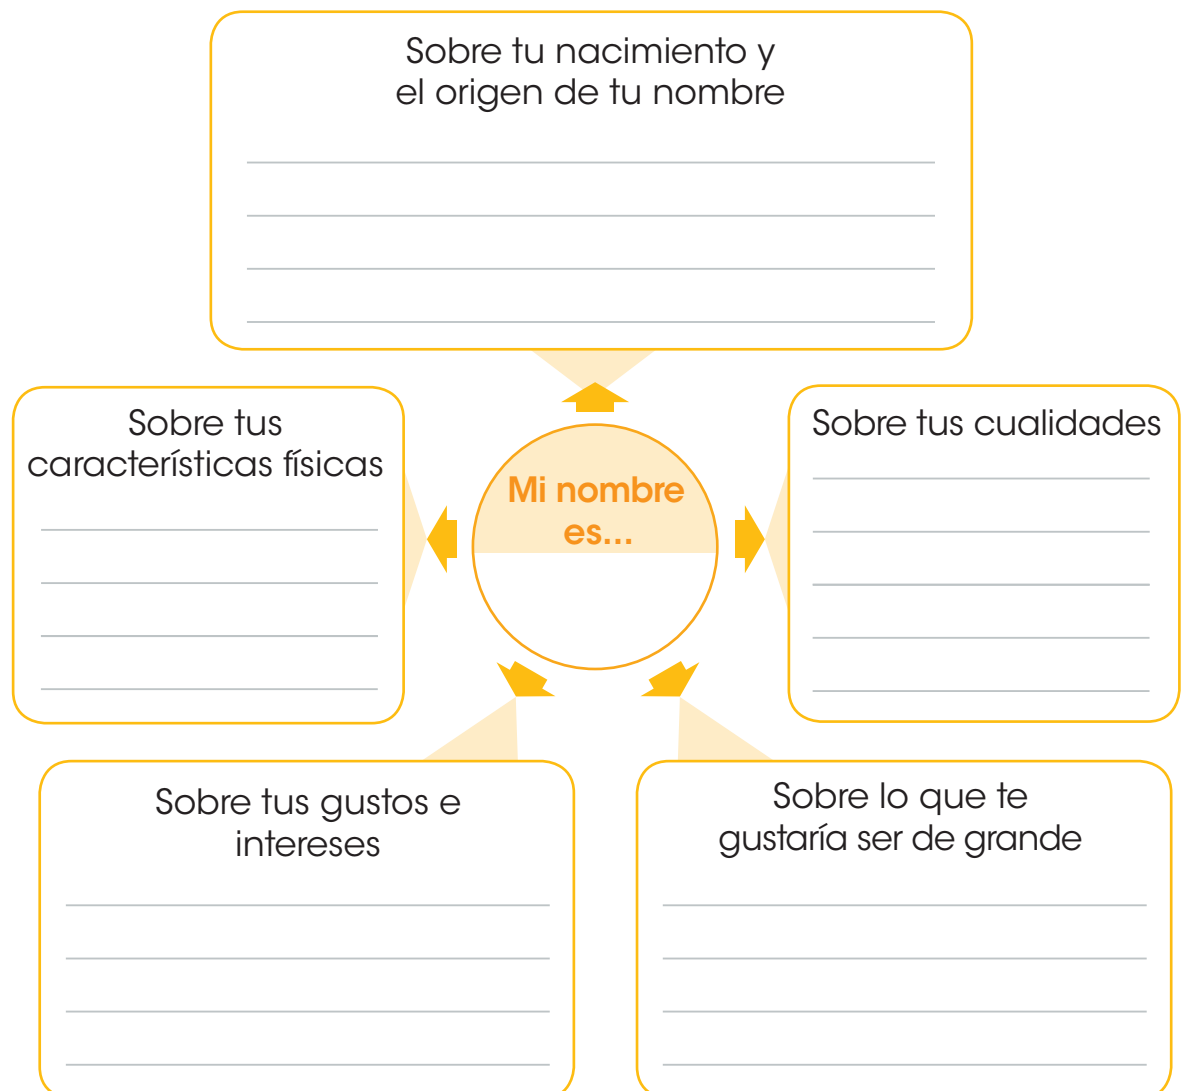 Sobre tu nacimiento y
el origen de tu nombre
Sobre tus
características físicas
Mi nombre
es...
Sobre tus cualidades
Sobre tus gustos e
intereses
Sobre lo que te
gustaría ser de grande